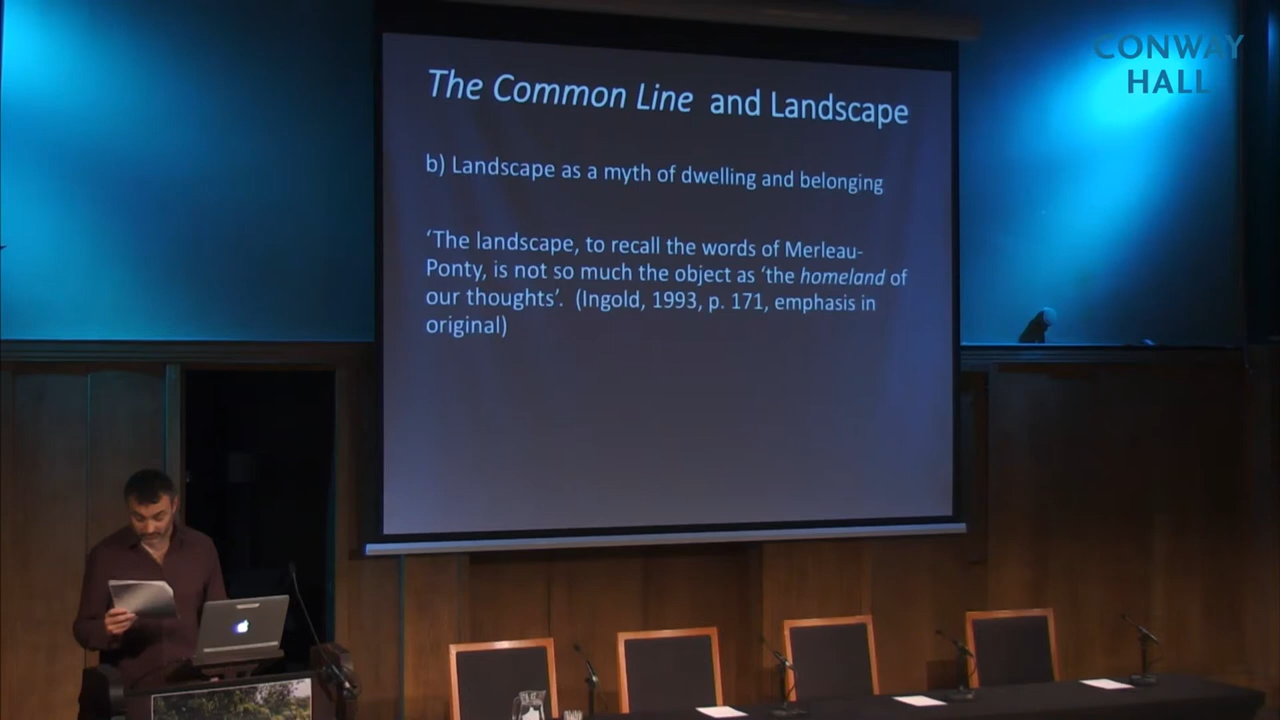 CONWAY
HALL
The Common Line and Landscape
b) Landscape as a myth of dwelling and belonging
‘The landscape, to recall the words of Merleau-
Ponty, is not so much the object as ‘the homeland of
our thoughts’. (Ingold, 1993, p. 171, emphasis in
original)